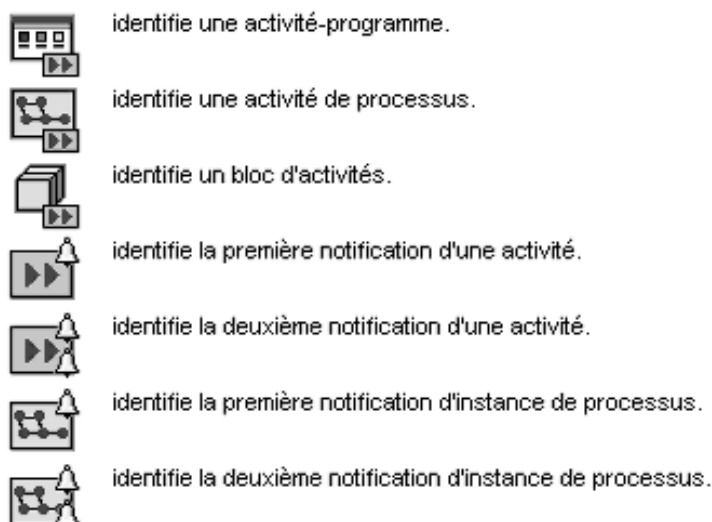 identifie une activité-programme.
identifie une activité de processus.
identifie un bloc d'activités.
identifie la première notification d'une activité.
identifie la deuxième notification d'une activité.
identifie la première notification d'instance de processus.
identifie la deuxième notification d'instance de processus.